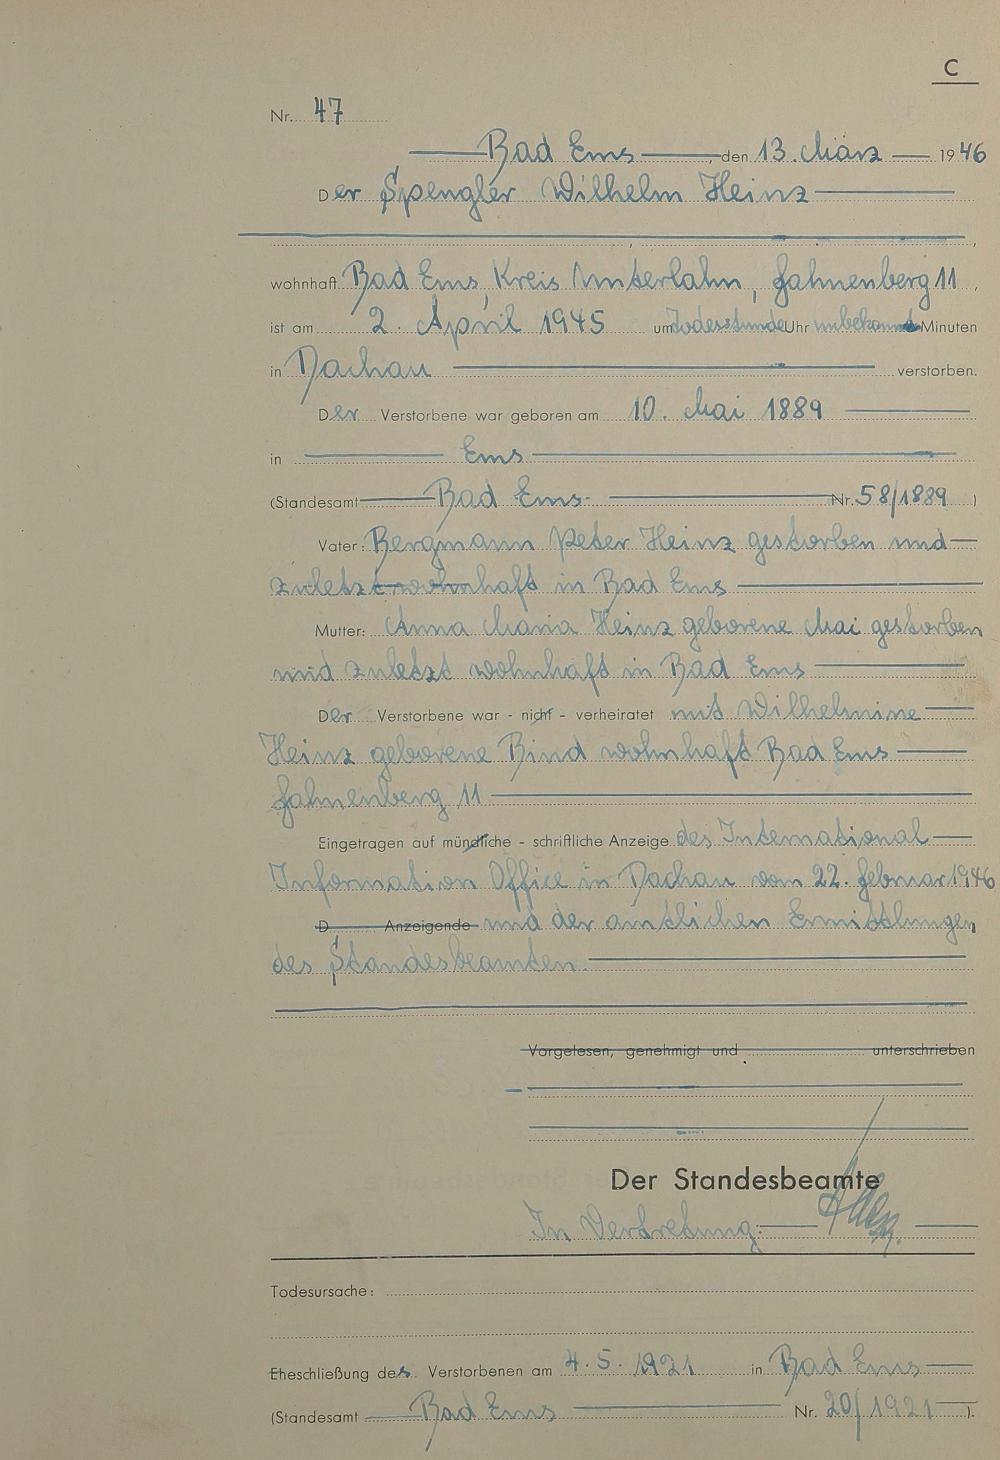 C
Nr. 47
Bad Ems, den 13. März 1946
Der Spengler Wilhelm Heinz
wohnhaft Bad Ems, Kreis Unterlahn, Hahnenberg 11,
ist am 2. April 1945 um Todesstunde Uhr unbekannt Minuten
in Dachau verstorben.
Der Verstorbene war geboren am 10. Mai 1889
in Ems
(Standesamt Bad Ems Nr. 58/1889)
Vater: Bergmann Peter Heinz gestorben und
zuletzt wohnhaft in Bad Ems
Mutter: Anna Maria Heinz geborene Mai gestorben
und zuletzt wohnhaft in Bad Ems
Der Verstorbene war - nicht - verheiratet mit Wilhelmine
Heinz geborene Bind wohnhaft Bad Ems
Hahnenberg 11
Eingetragen auf mündliche - schriftliche Anzeige des International
Information Office in Dachau vom 22. Februar 1946
D Anzeigende und der amtlichen Ermittlungen
des Standesbeamten.
Vorgelesen, genehmigt und unterschrieben
Der Standesbeamte
In Vertretung:
Todesursache:
Eheschließung des Verstorbenen am 4.5.1921 in Bad Ems
(Standesamt Bad Ems Nr. 20/1921).